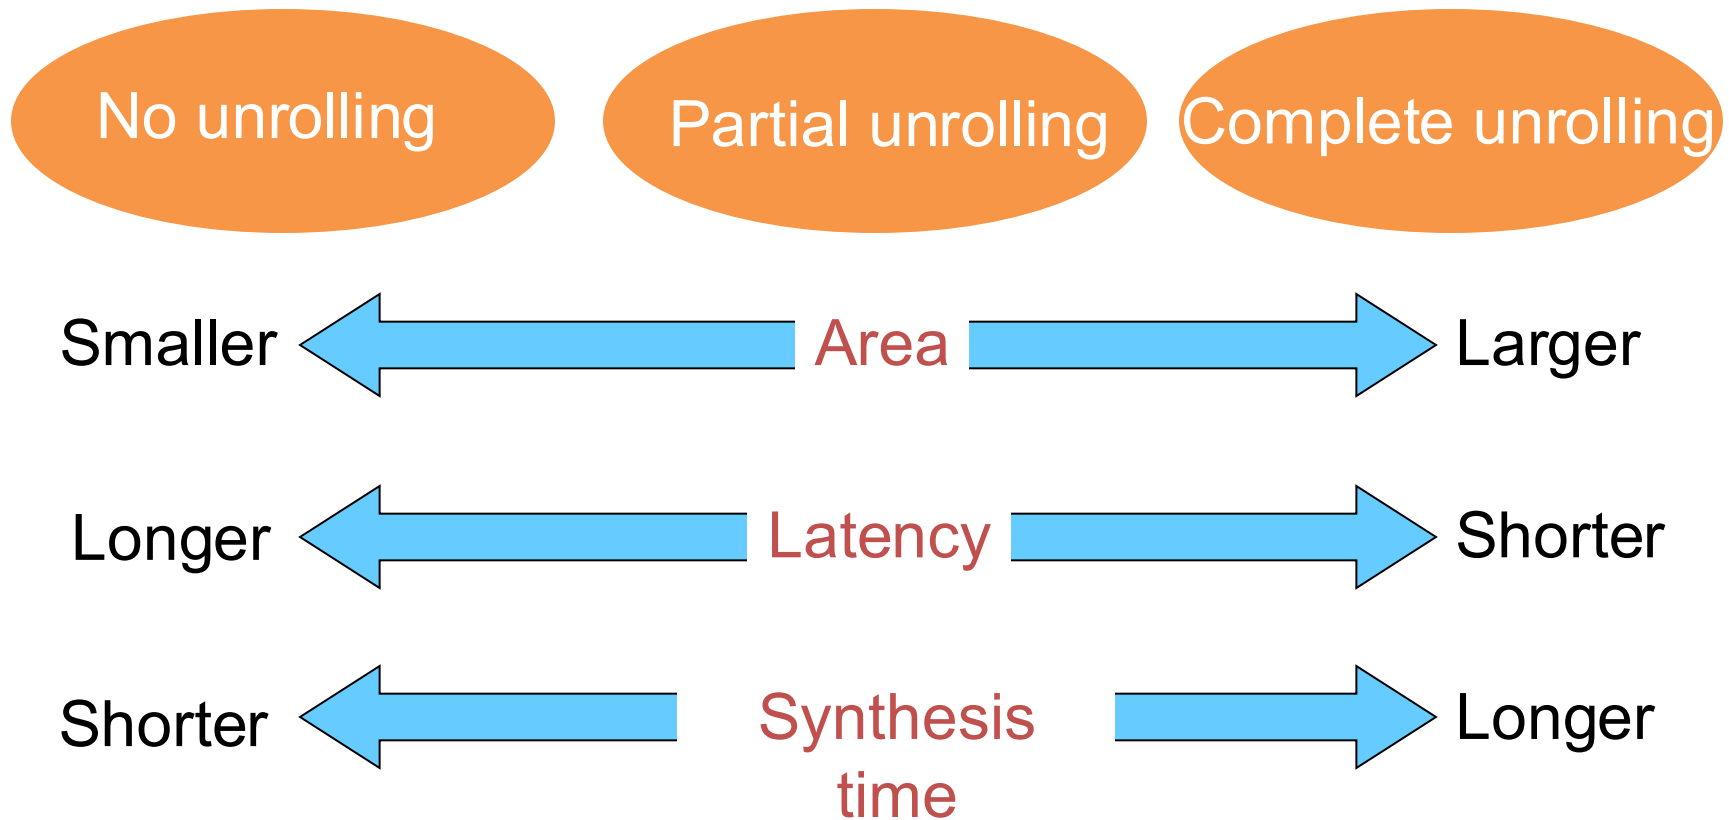 No unrolling
Partial unrolling
Complete unrolling
Smaller
Area
Larger
Longer
Latency
Shorter
Shorter
Synthesis
time
Longer